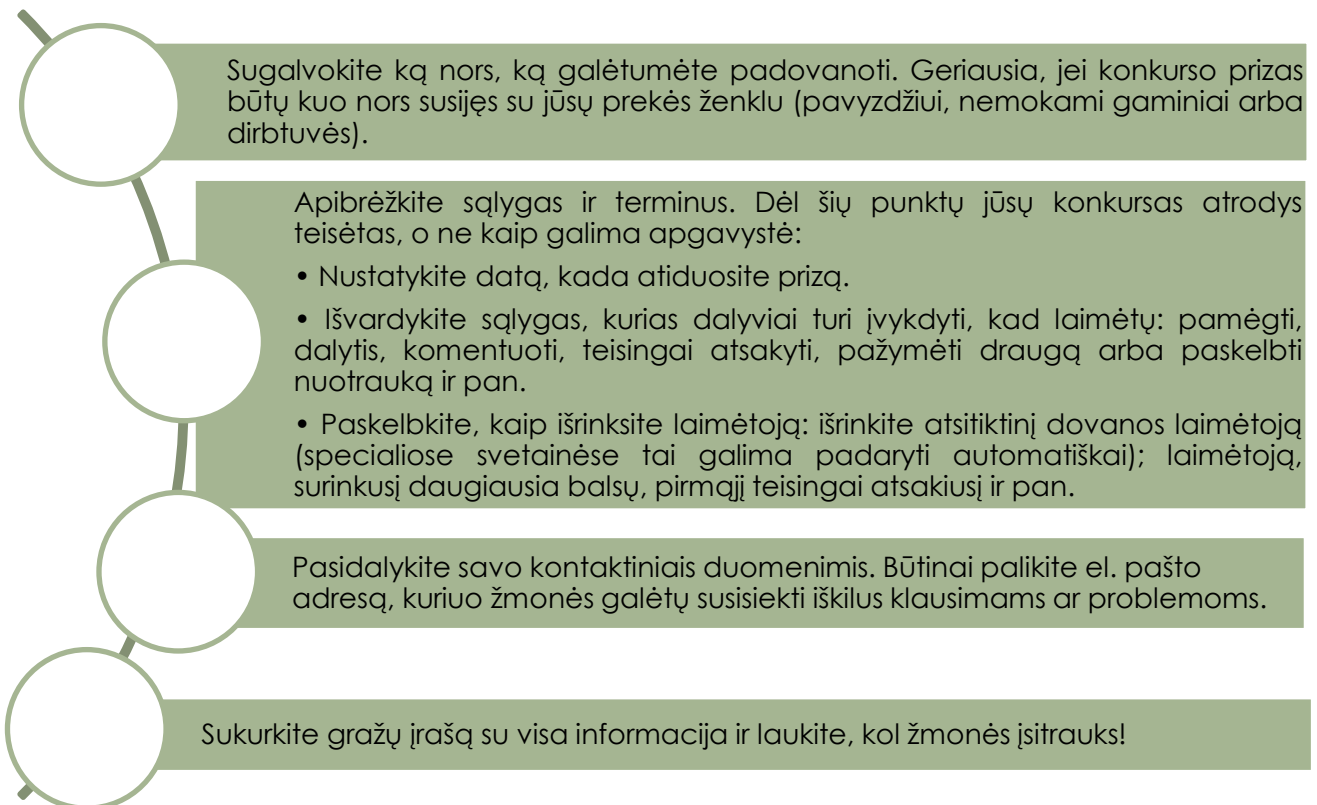 Sugalvokite ką nors, ką galėtumėte padovanoti. Geriausia, jei konkurso prizas
būtų kuo nors susijęs su jūsų prekės ženklu (pavyzdžiui, nemokami gaminiai arba
dirbtuvės).
Apibrėžkite sąlygas ir terminus. Dėl šių punktų jūsų konkursas atrodys
teisėtas, o ne kaip galima apgavystė:
• Nustatykite datą, kada atiduosite prizą.
• Išvardykite sąlygas, kurias dalyviai turi įvykdyti, kad laimėtų: pamėgti,
dalytis, komentuoti, teisingai atsakyti, pažymėti draugą arba paskelbti
nuotrauką ir pan.
• Paskelbkite, kaip išrinksite laimėtoją: išrinkite atsitiktinį dovanos laimėtoją
(specialiose svetainėse tai galima padaryti automatiškai); laimėtoją,
surinkusį daugiausia balsų, pirmąjį teisingai atsakiusį ir pan.
Pasidalykite savo kontaktiniais duomenimis. Būtinai palikite el. pašto
adresą, kuriuo žmonės galėtų susisiekti iškilus klausimams ar problemoms.
Sukurkite gražų įrašą su visa informacija ir laukite, kol žmonės įsitrauks!